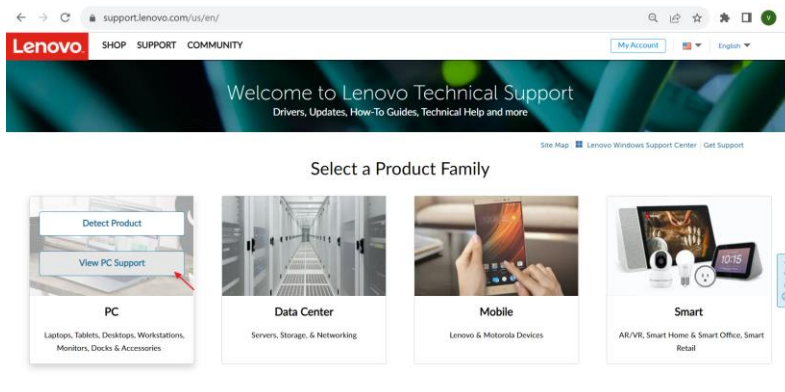 support.lenovo.com/us/en/
V
Lenovo.
SHOP SUPPORT COMMUNITY
My Account
English
Welcome to Lenovo Technical Support
Drivers, Updates, How-To Guides, Technical Help and more
Site Map Lenovo Windows Support Center Get Support
Select a Product Family
Detect Product
View PC Support
10:15
PC
Data Center
Mobile
Smart
Laptops, Tablets, Desktops, Workstations,
Monitors, Docks & Accessories
Servers, Storage, & Networking
Lenovo & Motorola Devices
AR/VR, Smart Home & Smart Office, Smart
Retail